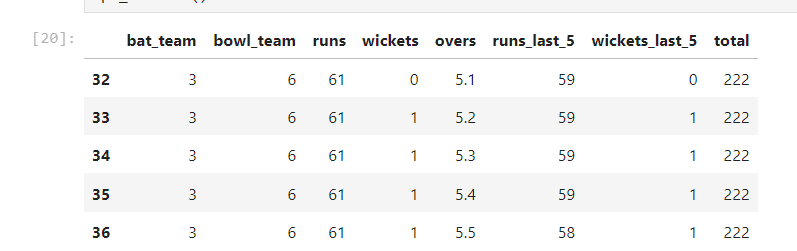 [20]:
bat_team bowl_team runs wickets overs runs_last_5 wickets_last_5 total
32 3 6 61 0 5.1 59 0 222
33 3 6 61 1 5.2 59 1 222
34 3 6 61 1 5.3 59 1 222
35 3 6 61 1 5.4 59 1 222
36 3 6 61 1 5.5 58 1 222